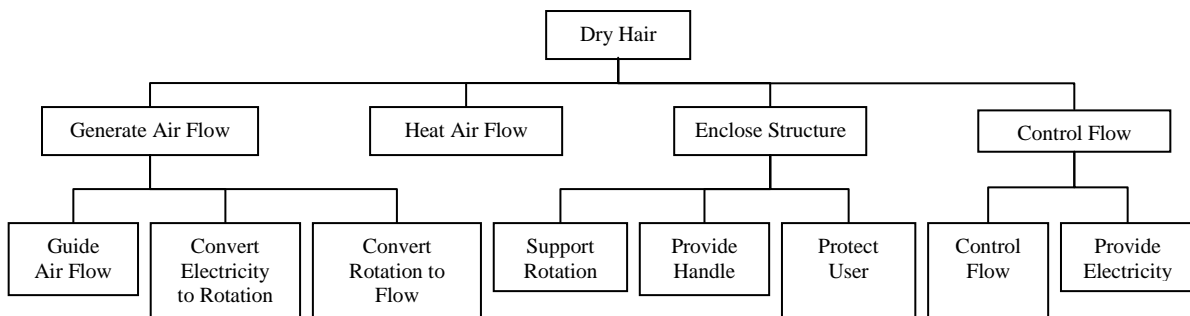 Dry Hair
Generate Air Flow
Heat Air Flow
Enclose Structure
Control Flow
Guide
Air Flow
Convert
Electricity
to Rotation
Convert
Rotation to
Flow
Support
Rotation
Provide
Handle
Protect
User
Control
Flow
Provide
Electricity